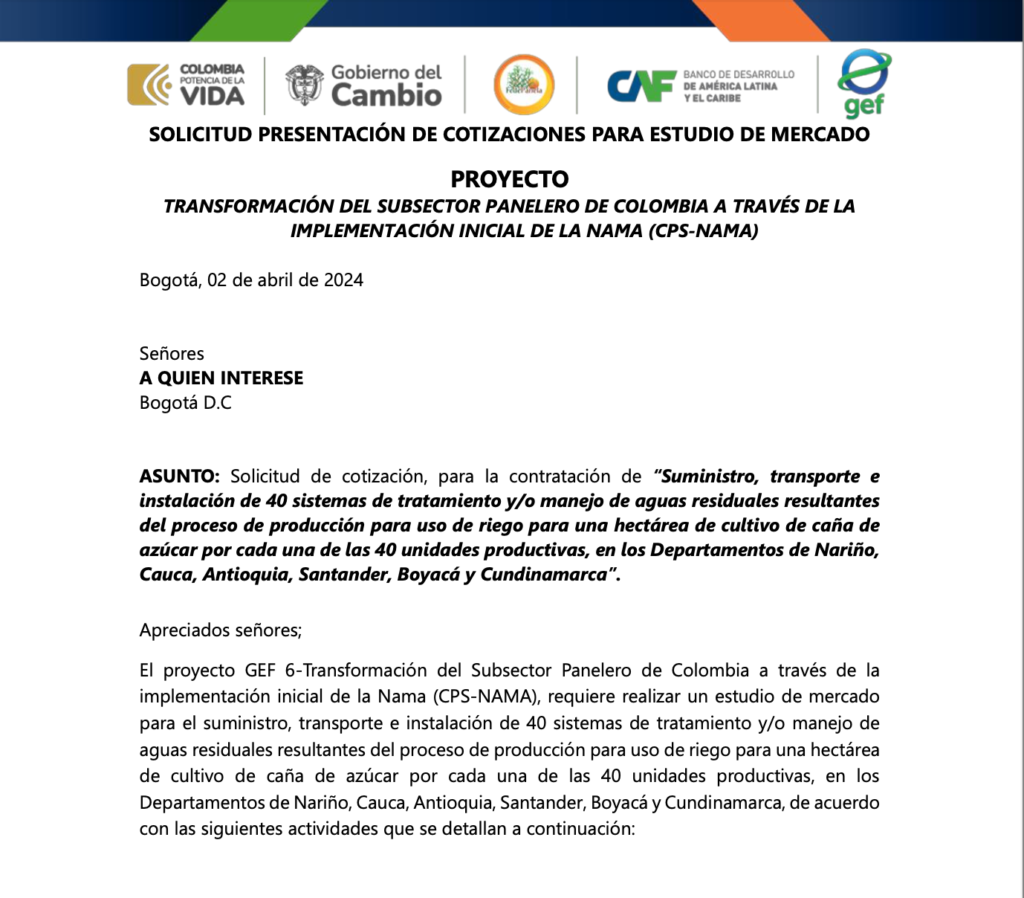 COLOMBIA
POTENCIA DE LA
VIDA
Gobierno del
Cambio
Fedepanela
CAF
BANCO DE DESARROLLO
DE AMÉRICA LATINA
Y EL CARIBE
gef
SOLICITUD PRESENTACIÓN DE COTIZACIONES PARA ESTUDIO DE MERCADO
PROYECTO
TRANSFORMACIÓN DEL SUBSECTOR PANELERO DE COLOMBIA A TRAVÉS DE LA
IMPLEMENTACIÓN INICIAL DE LA NAMA (CPS-NAMA)
Bogotá, 02 de abril de 2024
Señores
A QUIEN INTERESE
Bogotá D.C
ASUNTO: Solicitud de cotización, para la contratación de “Suministro, transporte e
instalación de 40 sistemas de tratamiento y/o manejo de aguas residuales resultantes
del proceso de producción para uso de riego para una hectárea de cultivo de caña de
azúcar por cada una de las 40 unidades productivas, en los Departamentos de Nariño,
Cauca, Antioquia, Santander, Boyacá y Cundinamarca”.
Apreciados señores;
El proyecto GEF 6-Transformación del Subsector Panelero de Colombia a través de la
implementación inicial de la Nama (CPS-NAMA), requiere realizar un estudio de mercado
para el suministro, transporte e instalación de 40 sistemas de tratamiento y/o manejo de
aguas residuales resultantes del proceso de producción para uso de riego para una hectárea
de cultivo de caña de azúcar por cada una de las 40 unidades productivas, en los
Departamentos de Nariño, Cauca, Antioquia, Santander, Boyacá y Cundinamarca, de acuerdo
con las siguientes actividades que se detallan a continuación: